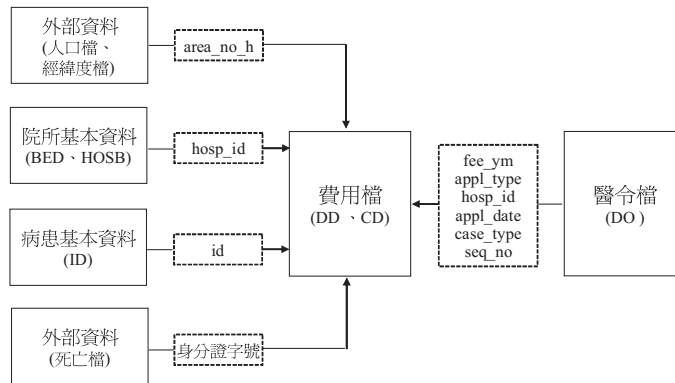 外部資料
(人口檔、
經緯度檔)
area_no_h
院所基本資料
(BED、HOSB)
hosp_id
病患基本資料
(ID)
id
外部資料
(死亡檔)
身分證字號
費用檔
(DD 、CD)
fee_ym
appl_type
hosp_id
appl_date
case_type
seq_no
醫令檔
(DO )